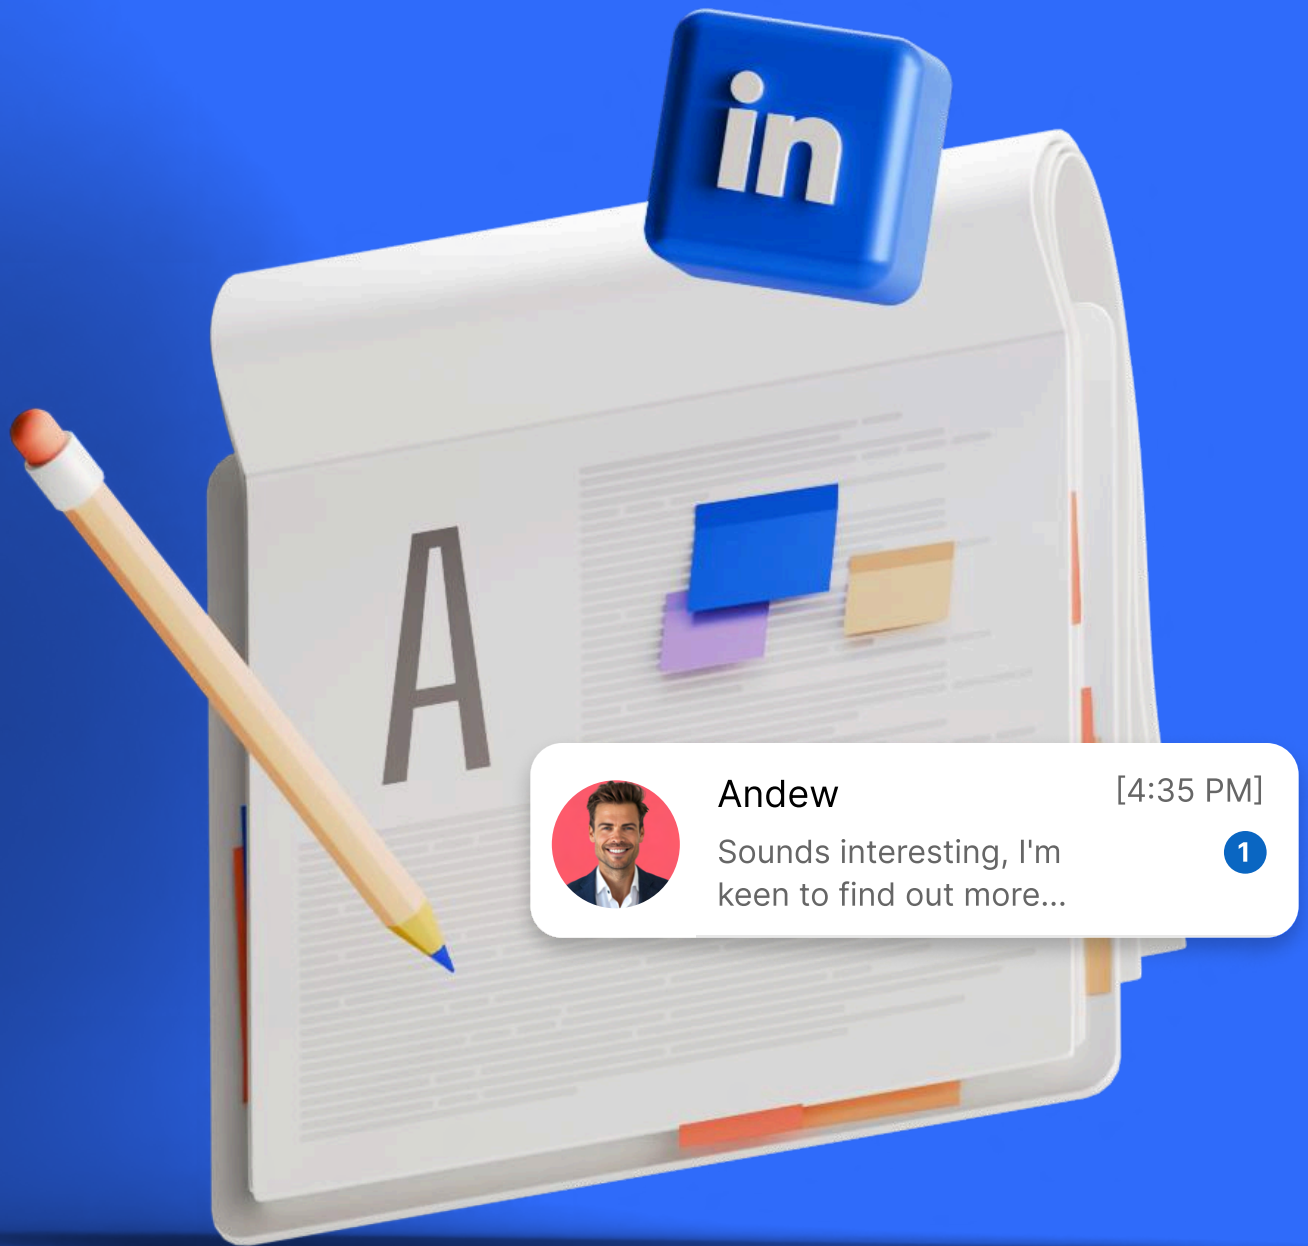 in
A
Andew
[4:35 PM]
Sounds interesting, I'm
1
keen to find out more...